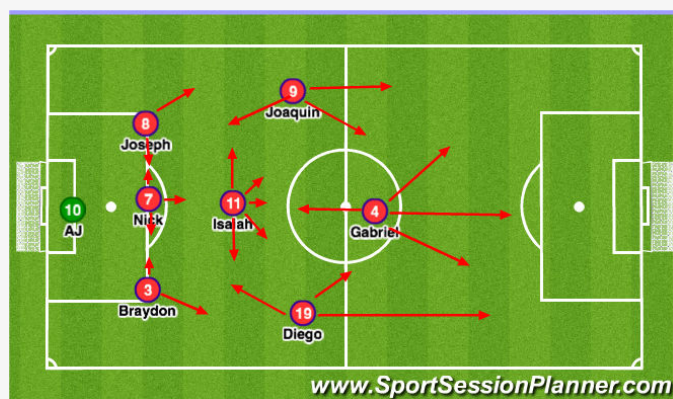 9
Joaquin
8
Joseph
7
Nick
11
Isaiah
10
AJ
4
Gabriel
3
Braydon
19
Diego
www.SportSessionPlanner.com